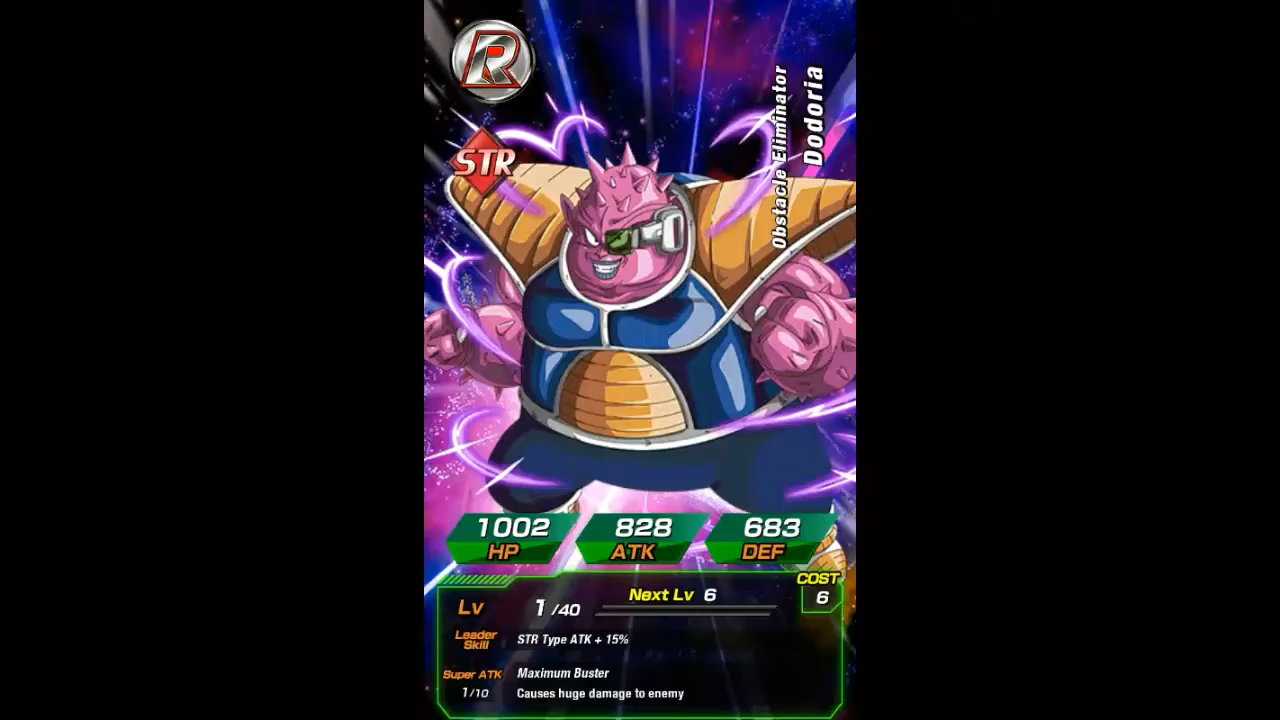 R
STR
Obstacle Eliminator
Dodoria
1002
HP
828
ATK
683
DEF
COST
6
Lv 1/40
Next Lv 6
Leader Skill
STR Type ATK + 15%
Super ATK
1/10
Maximum Buster
Causes huge damage to enemy